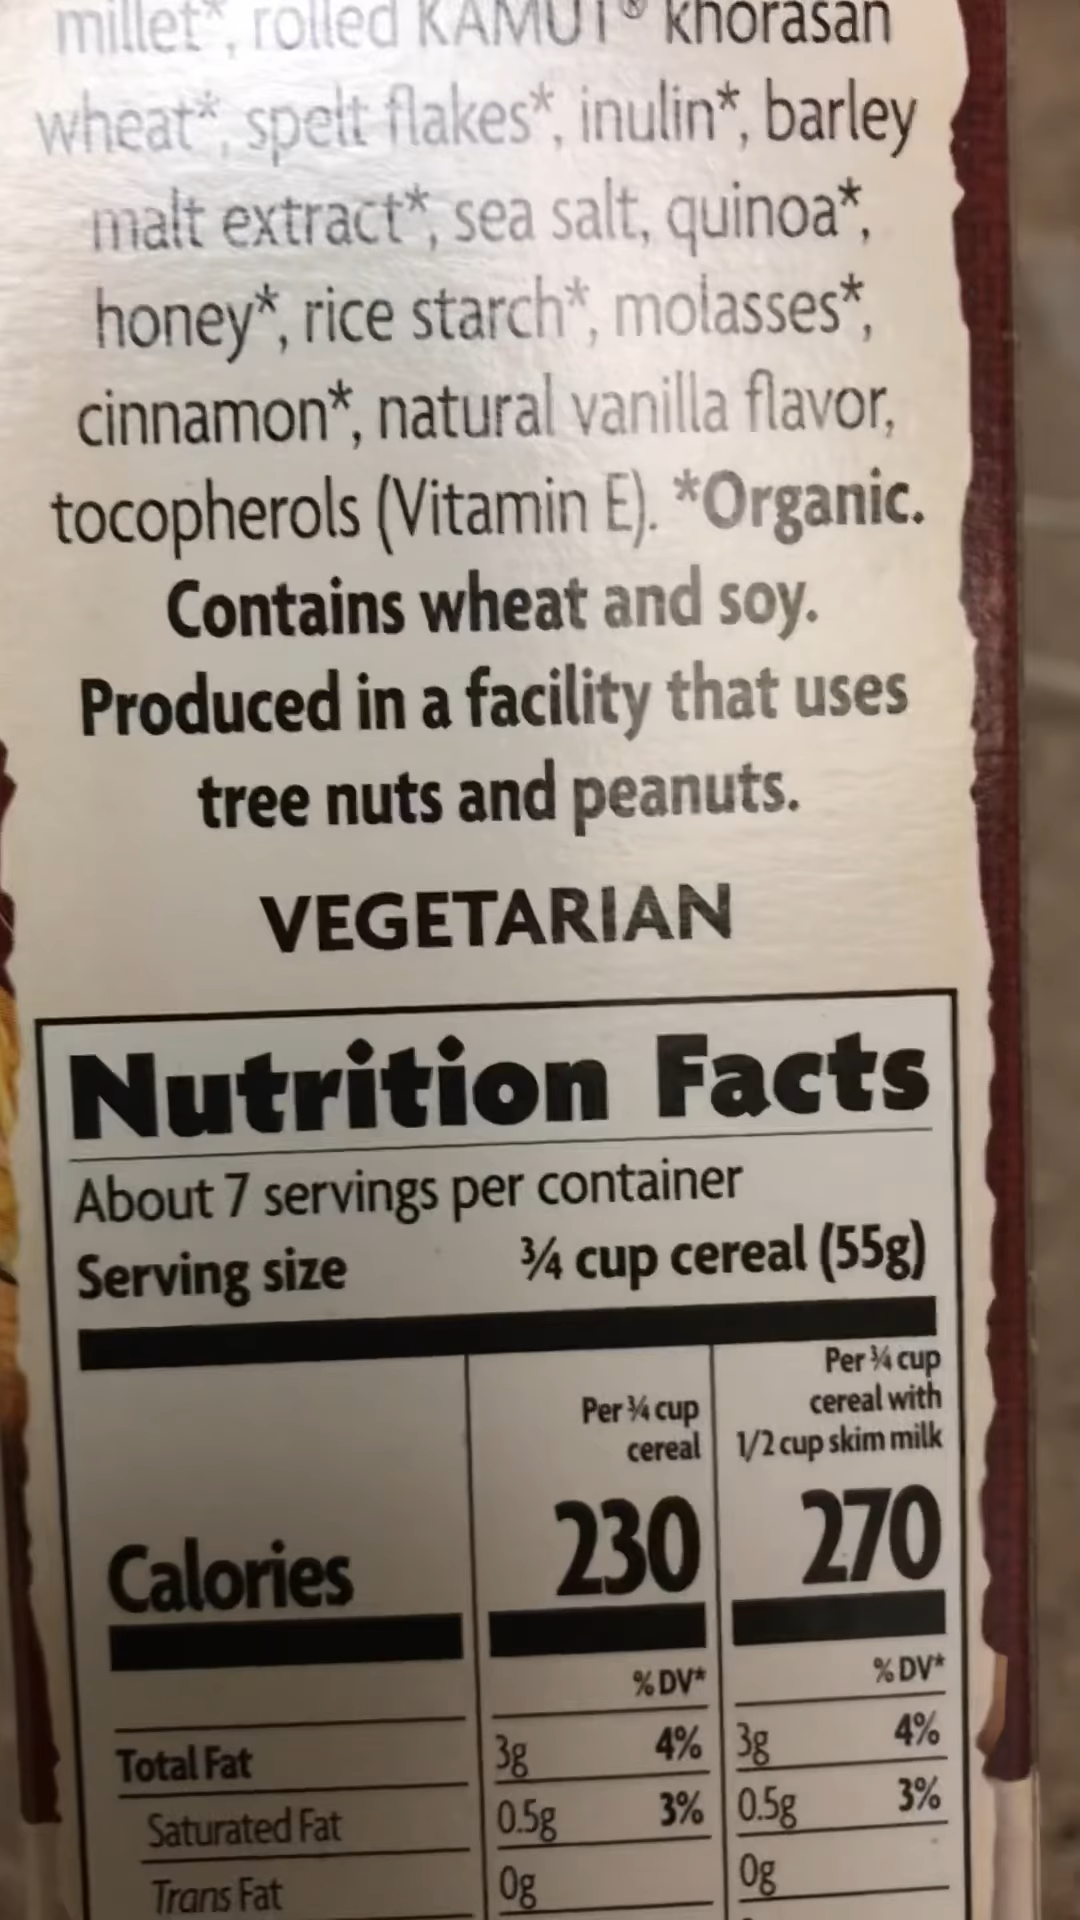 millet*, rolled KAMUT® khorasan
wheat*, spelt flakes*, inulin*, barley
malt extract*, sea salt, quinoa*,
honey*, rice starch*, molasses*,
cinnamon*, natural vanilla flavor,
tocopherols (Vitamin E). *Organic.
Contains wheat and soy.
Produced in a facility that uses
tree nuts and peanuts.
VEGETARIAN
Nutrition Facts
About 7 servings per container
Serving size ¾ cup cereal (55g)
Per ¾ cup
cereal
Per ¾ cup
cereal with
1/2 cup skim milk
Calories 230 270
%DV* %DV*
Total Fat 3g 4% 3g 4%
Saturated Fat 0.5g 3% 0.5g 3%
Trans Fat 0g 0g